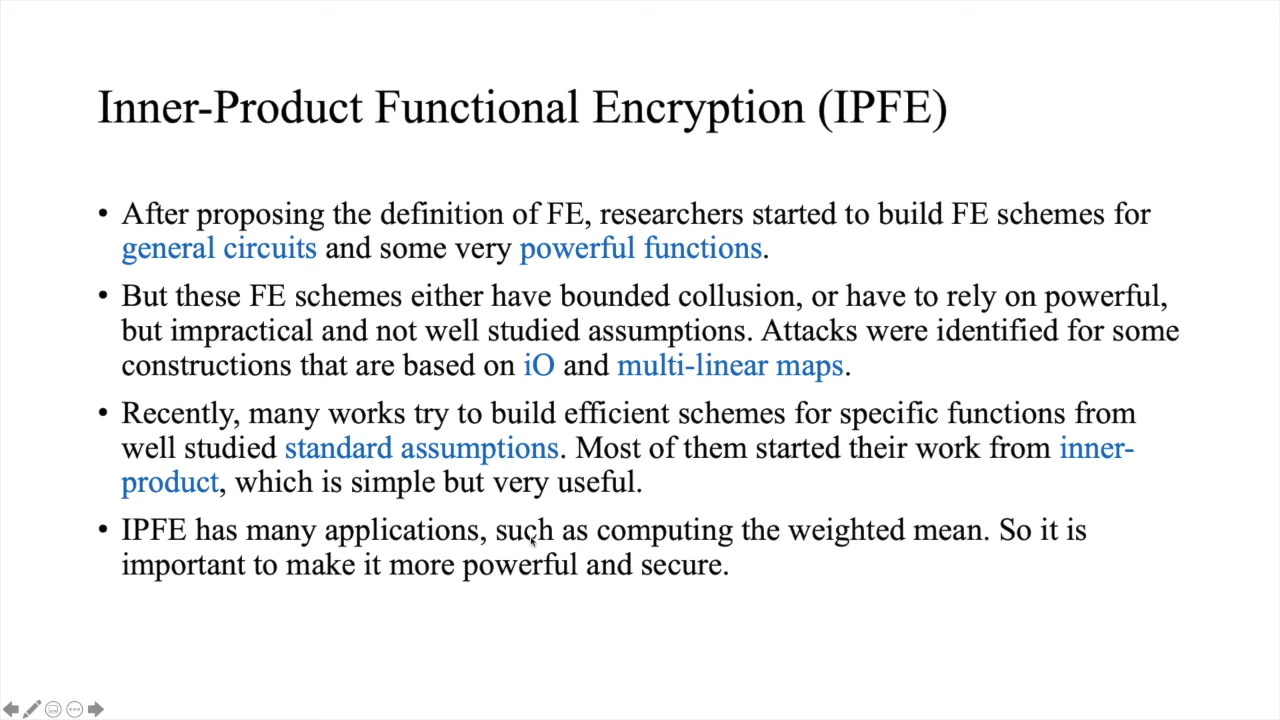 Inner-Product Functional Encryption (IPFE)
• After proposing the definition of FE, researchers started to build FE schemes for
general circuits and some very powerful functions.
• But these FE schemes either have bounded collusion, or have to rely on powerful,
but impractical and not well studied assumptions. Attacks were identified for some
constructions that are based on iO and multi-linear maps.
• Recently, many works try to build efficient schemes for specific functions from
well studied standard assumptions. Most of them started their work from inner-
product, which is simple but very useful.
• IPFE has many applications, such as computing the weighted mean. So it is
important to make it more powerful and secure.